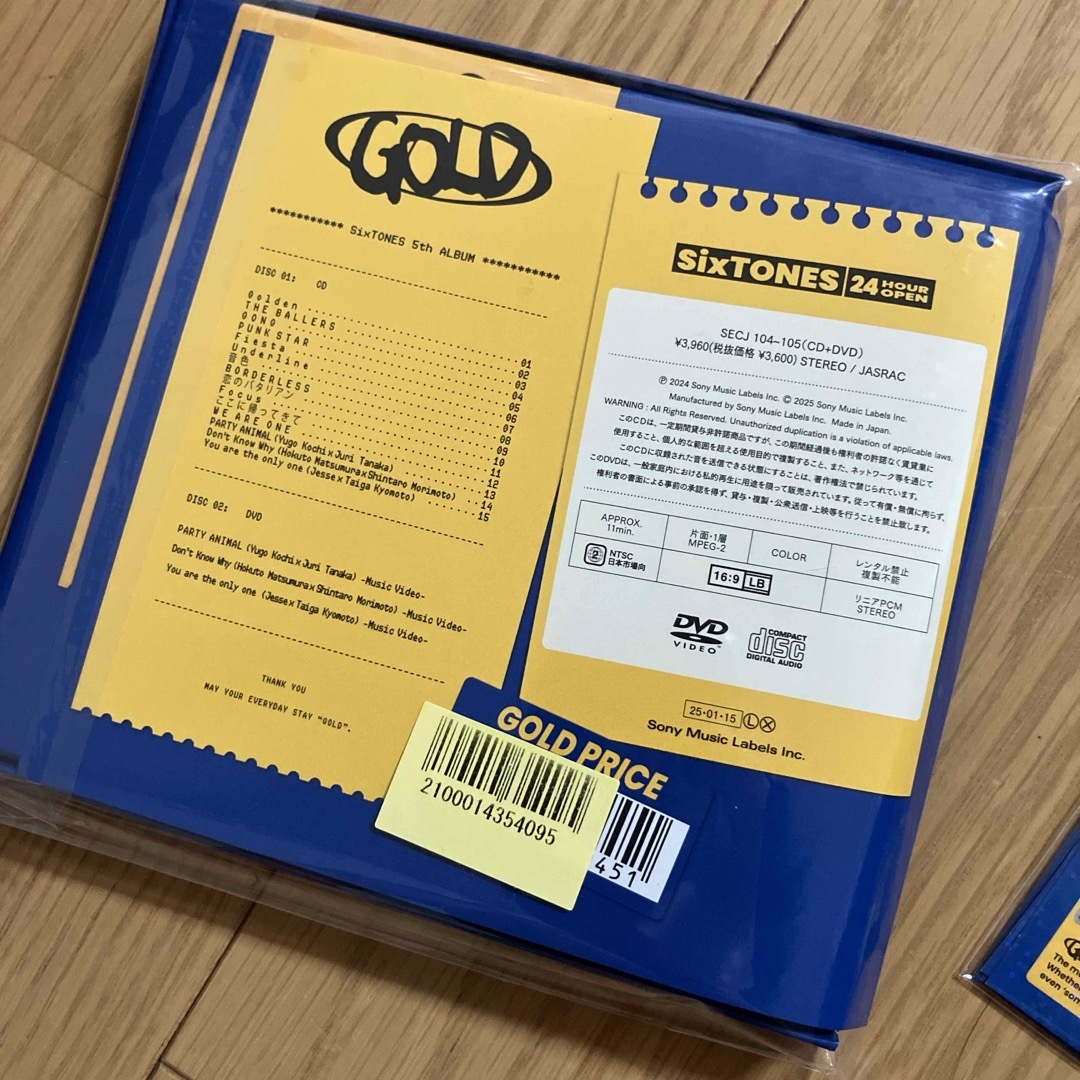 GOLD
*********** SixTONES 5th ALBUM ***********
DISC 01: CD
Golden 01
THE BALLERS 02
GONG 03
PUNK STAR 04
Fiesta 05
Underline 06
音色 07
BORDERLESS 08
恋のバタリアン 09
Focus 10
ここに帰ってきて 11
WE ARE ONE 12
PARTY ANIMAL (Yugo Kochi x Juri Tanaka) 13
Don't Know Why (Hokuto Matsumura x Shintaro Morimoto) 14
You are the only one (Jesse x Taiga Kyomoto) 15
DISC 02: DVD
PARTY ANIMAL (Yugo Kochi x Juri Tanaka) -Music Video-
Don't Know Why (Hokuto Matsumura x Shintaro Morimoto) -Music Video-
You are the only one (Jesse x Taiga Kyomoto) -Music Video-
THANK YOU
MAY YOUR EVERYDAY STAY "GOLD".
SixTONES 24 HOUR OPEN
SECJ 104~105(CD+DVD)
¥3,960(税抜価格 ¥3,600) STEREO / JASRAC
Ⓟ 2024 Sony Music Labels Inc. © 2025 Sony Music Labels Inc.
Manufactured by Sony Music Labels Inc. Made in Japan.
WARNING : All Rights Reserved. Unauthorized duplication is a violation of applicable laws.
このCDは、一定期間貸与非許諾商品ですが、この期間経過後も権利者の許諾なく賃貸業に
使用すること、個人的な範囲を超える使用目的で複製すること、また、ネットワーク等を通じて
このCDに収録された音を送信できる状態にすることは、著作権法で禁じられています。
このDVDは、一般家庭内における私的再生に用途を限って販売されています。従って有償・無償に拘らず、
権利者の書面による事前の承諾を得ず、貸与・複製・公衆送信・上映等を行うことを禁止致します。
APPROX. 11min.
片面・1層 MPEG-2
COLOR
レンタル禁止 複製不能
2 NTSC 日本市場向
16:9 LB
リニアPCM STEREO
DVD VIDEO
COMPACT disc DIGITAL AUDIO
25・01・15 Ⓛ Ⓧ
Sony Music Labels Inc.
GOLD PRICE
2100014354095
451
The m
Whethe
even 'son